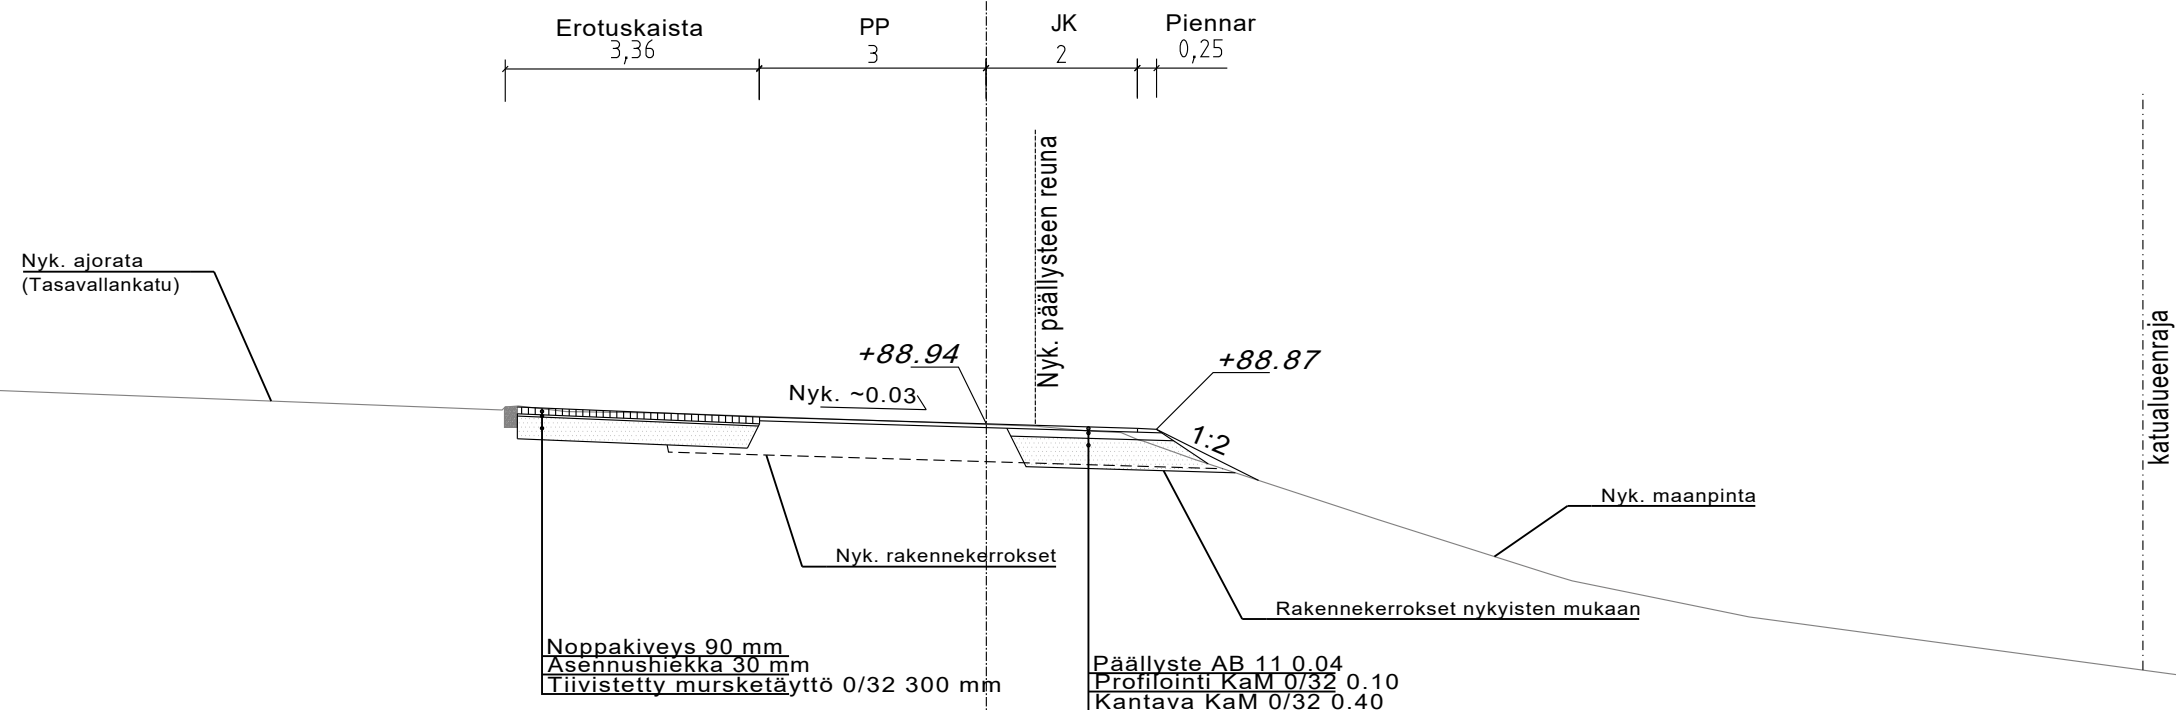 Erotuskaista
3,36
PP
3
JK
2
Piennar
0,25
Nyk. päällysteen reuna
katualueenraja
Nyk. ajorata
(Tasavallankatu)
+88.94
+88.87
Nyk. ~0.03
1:2
Nyk. maanpinta
Nyk. rakennekerrokset
Rakennekerrokset nykyisten mukaan
Noppakiveys 90 mm
Asennushiekka 30 mm
Tiivistetty mursketäyttö 0/32 300 mm
Päällyste AB 11 0.04
Profilointi KaM 0/32 0.10
Kantava KaM 0/32 0.40